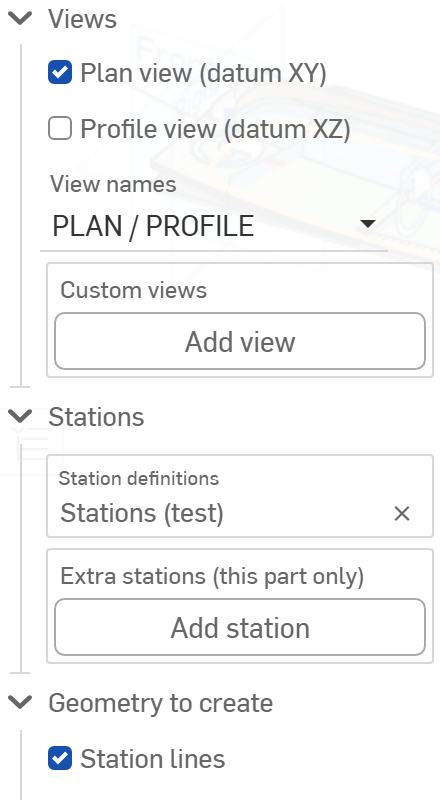 Views
Plan view (datum XY)
Profile view (datum XZ)
View names
PLAN / PROFILE
Custom views
Add view
Stations
Station definitions
Stations (test)
Extra stations (this part only)
Add station
Geometry to create
Station lines